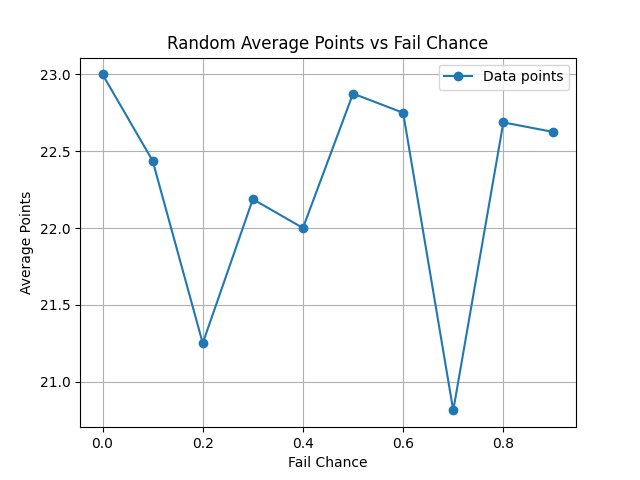 Random Average Points vs Fail Chance
Data points
23.0
22.5
22.0
21.5
21.0
Average Points
0.0 0.2 0.4 0.6 0.8
Fail Chance